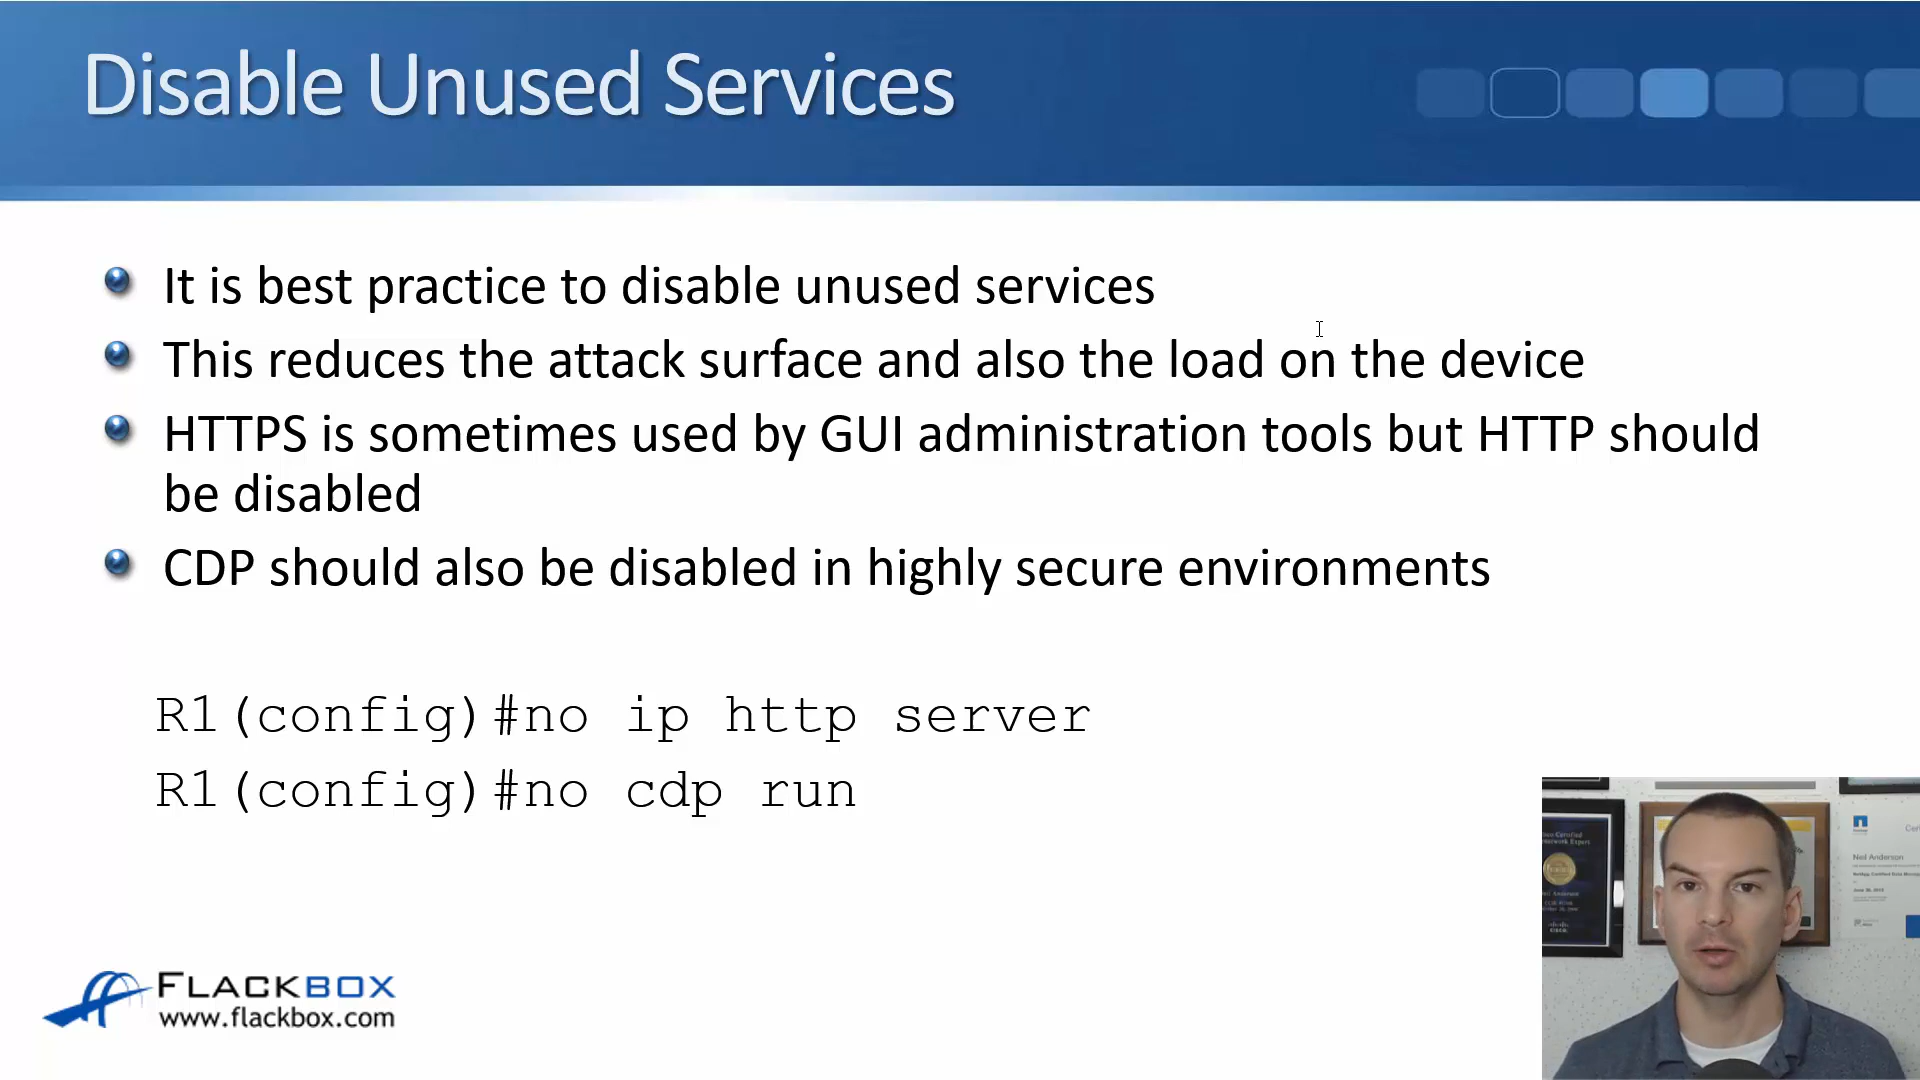 Disable Unused Services
It is best practice to disable unused services
This reduces the attack surface and also the load on the device
HTTPS is sometimes used by GUI administration tools but HTTP should
be disabled
CDP should also be disabled in highly secure environments
R1(config)#no ip http server
R1(config)#no cdp run
FLACKBOX
www.flackbox.com
Neil Anderson